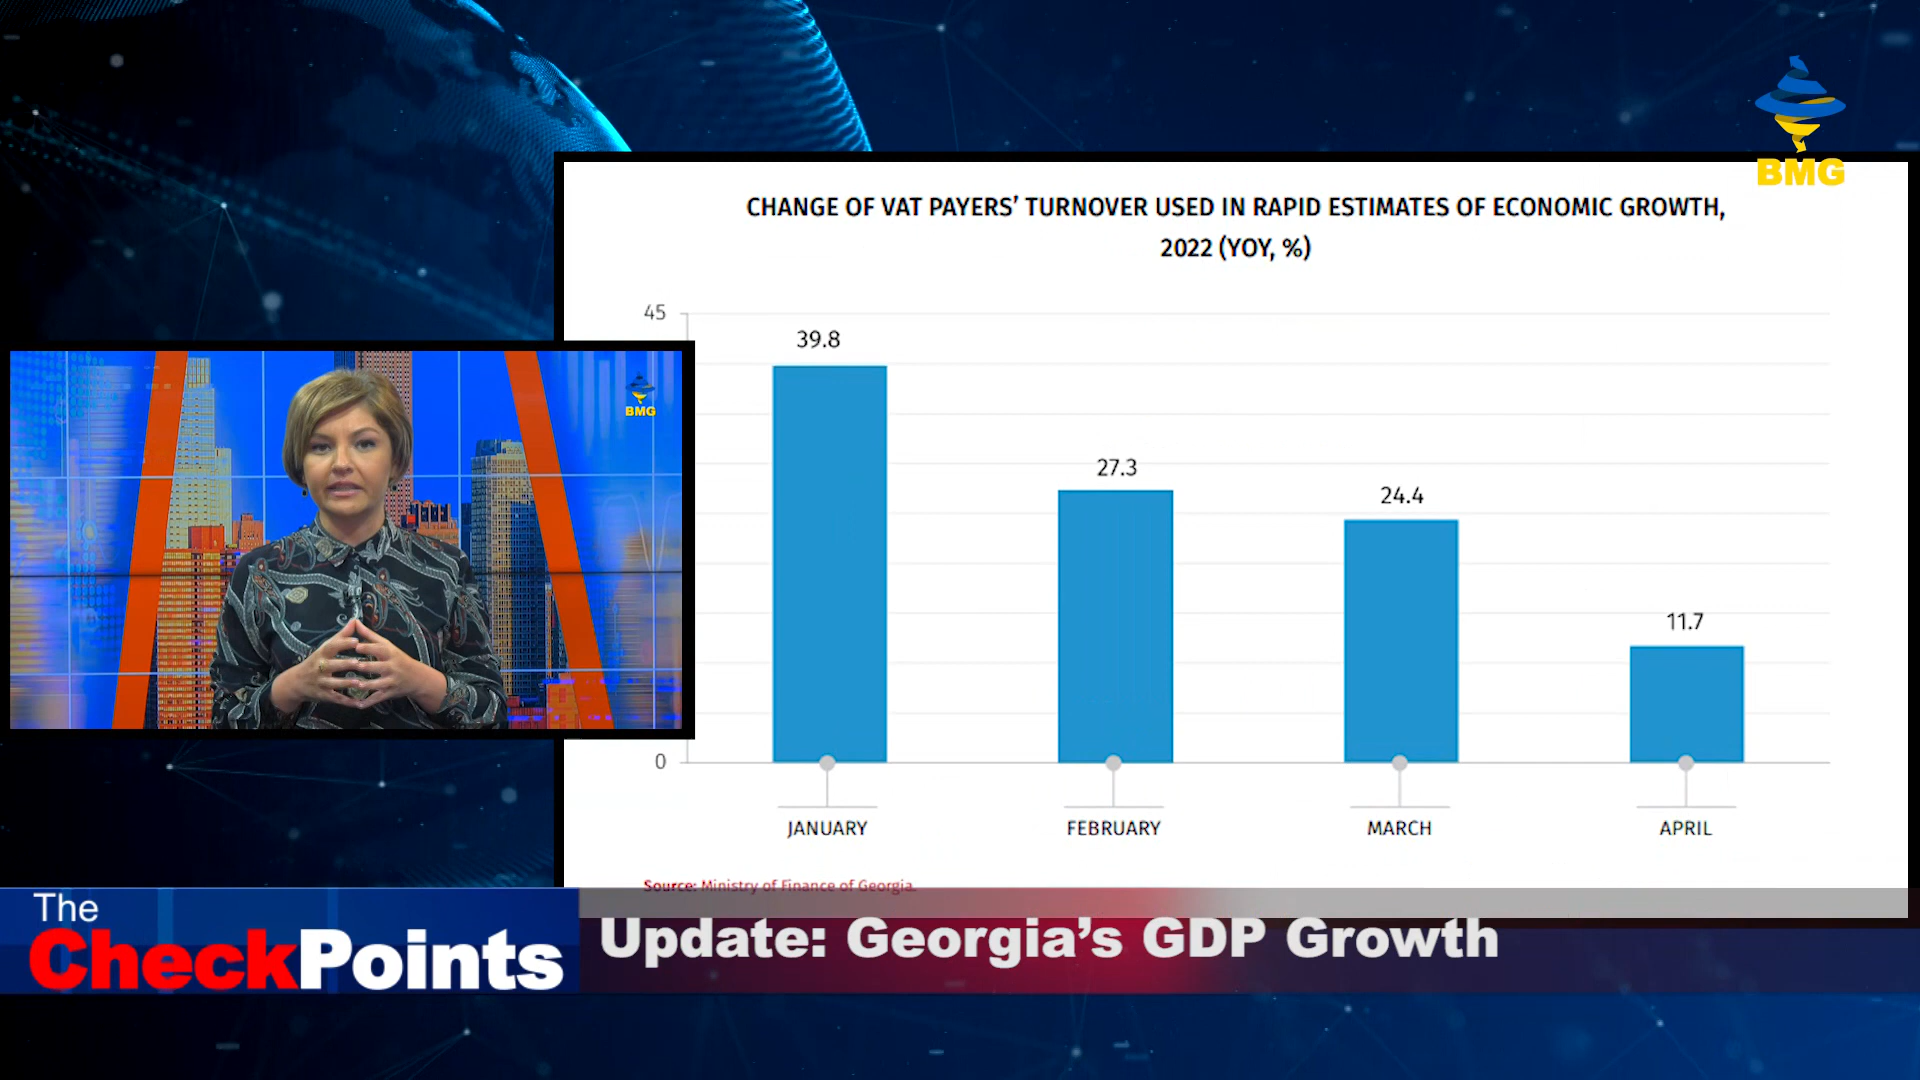 BMG
CHANGE OF VAT PAYERS’ TURNOVER USED IN RAPID ESTIMATES OF ECONOMIC GROWTH,
2022 (YOY, %)
45
39.8
27.3
24.4
11.7
0
JANUARY
FEBRUARY
MARCH
APRIL
Source: Ministry of Finance of Georgia.
BMG
The
CheckPoints
Update: Georgia’s GDP Growth